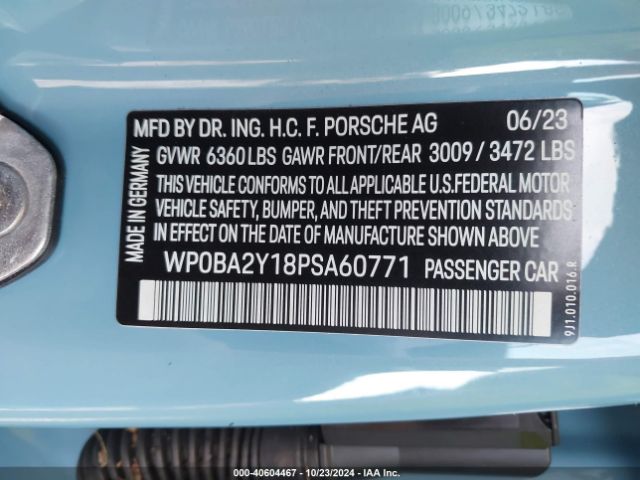 MFD BY DR. ING. H.C. F. PORSCHE AG 06/23
GVWR 6360 LBS GAWR FRONT/REAR 3009 / 3472 LBS
THIS VEHICLE CONFORMS TO ALL APPLICABLE U.S.FEDERAL MOTOR
VEHICLE SAFETY, BUMPER, AND THEFT PREVENTION STANDARDS
IN EFFECT ON THE DATE OF MANUFACTURE SHOWN ABOVE
WP0BA2Y18PSA60771 PASSENGER CAR
MADE IN GERMANY
9J1.010.016.R
000-40604467 - 10/23/2024 - IAA Inc.